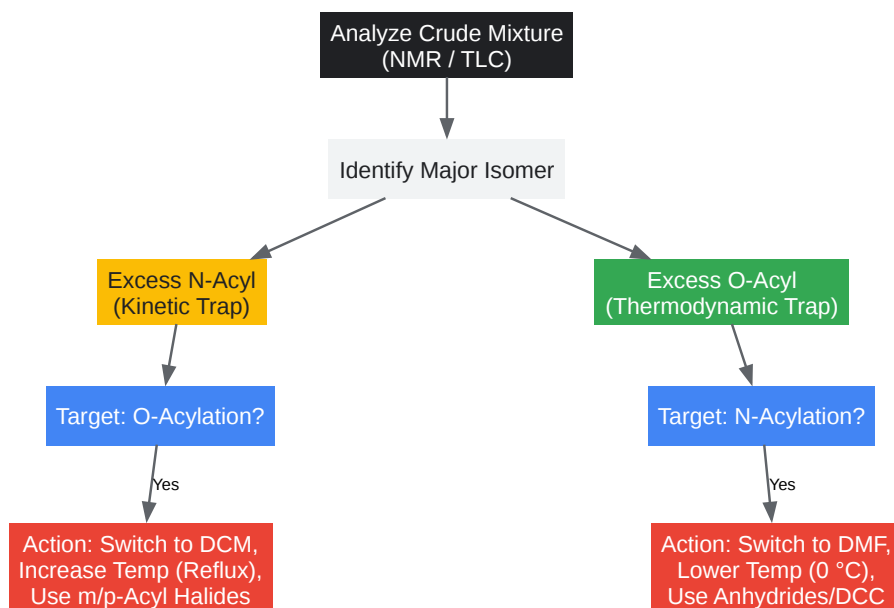 Analyze Crude Mixture
(NMR / TLC)
Identify Major Isomer
Excess N-Acyl
(Kinetic Trap)
Excess O-Acyl
(Thermodynamic Trap)
Target: O-Acylation?
Target: N-Acylation?
Yes
Yes
Action: Switch to DCM,
Increase Temp (Reflux),
Use m/p-Acyl Halides
Action: Switch to DMF,
Lower Temp (0 °C),
Use Anhydrides/DCC